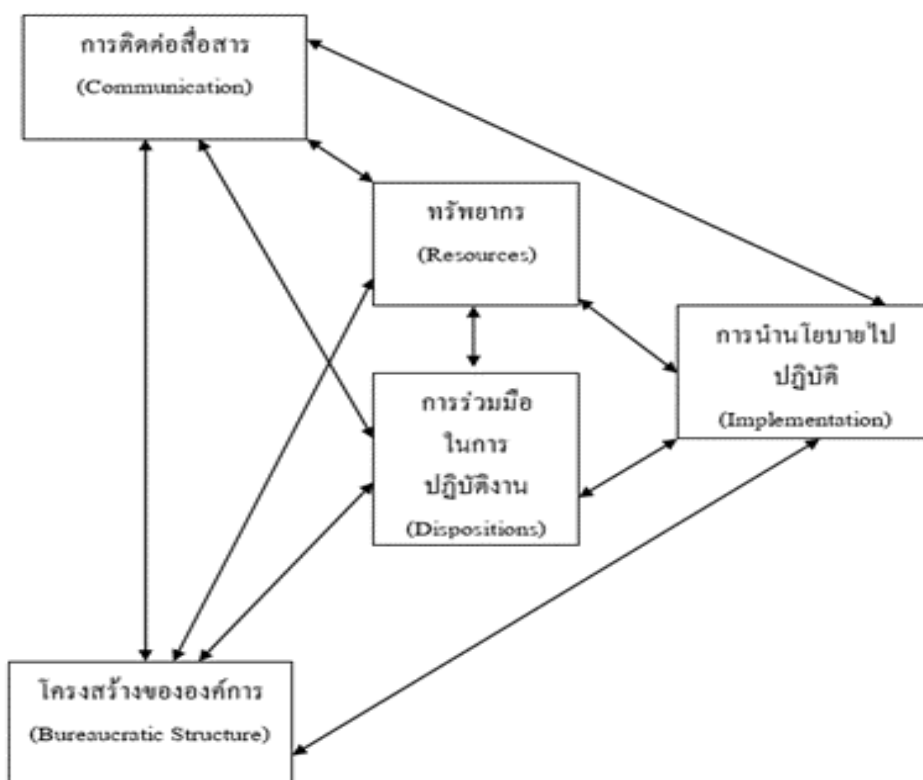 การติดต่อสื่อสาร
(Communication)
ทรัพยากร
(Resources)
การนำนโยบายไป
ปฏิบัติ
(Implementation)
การร่วมมือ
ในการ
ปฏิบัติงาน
(Dispositions)
โครงสร้างขององค์การ
(Bureaucratic Structure)